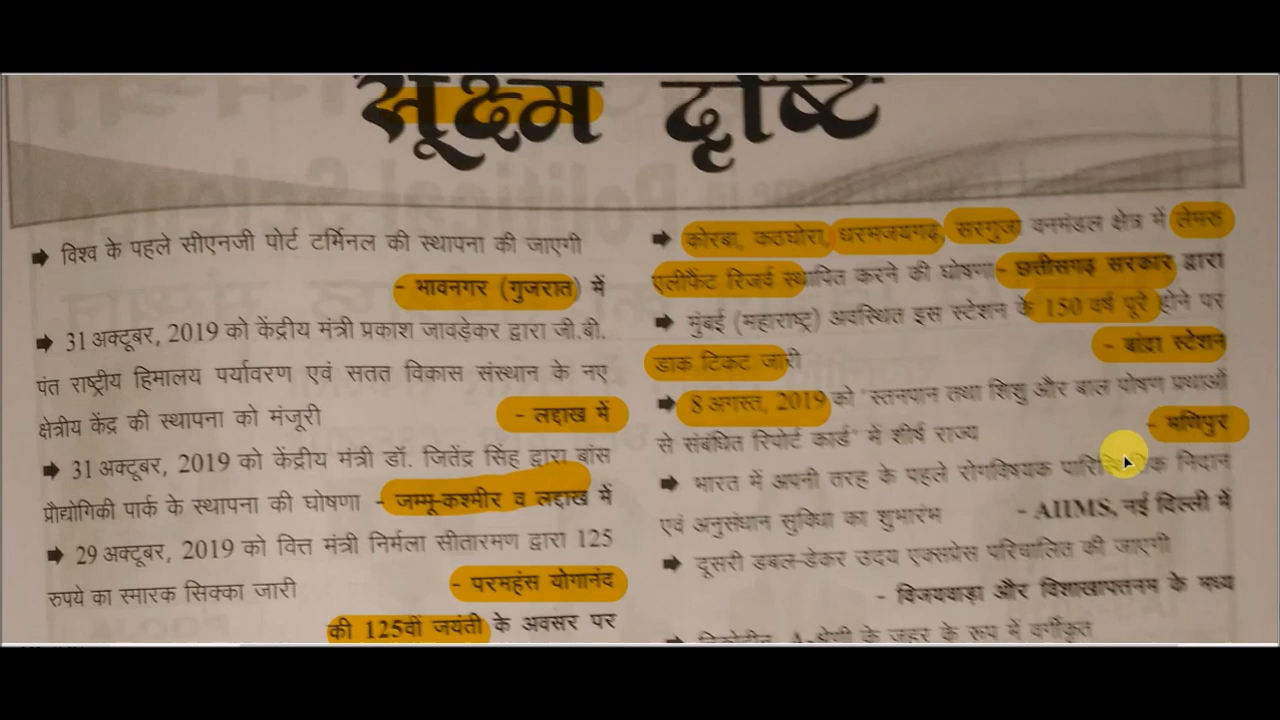 सूक्ष्म दृष्टि
➡ विश्व के पहले सीएनजी पोर्ट टर्मिनल की स्थापना की जाएगी
- भावनगर (गुजरात) में
➡ 31 अक्टूबर, 2019 को केंद्रीय मंत्री प्रकाश जावड़ेकर द्वारा जी.बी.
पंत राष्ट्रीय हिमालय पर्यावरण एवं सतत विकास संस्थान के नए
क्षेत्रीय केंद्र की स्थापना को मंजूरी - लद्दाख में
➡ 31 अक्टूबर, 2019 को केंद्रीय मंत्री डॉ. जितेंद्र सिंह द्वारा बांस
प्रौद्योगिकी पार्क के स्थापना की घोषणा - जम्मू-कश्मीर व लद्दाख में
➡ 29 अक्टूबर, 2019 को वित्त मंत्री निर्मला सीतारमण द्वारा 125
रुपये का स्मारक सिक्का जारी - परमहंस योगानंद
की 125वीं जयंती के अवसर पर
➡ कोरबा, कठघोरा, धरमजयगढ़, सरगुजा वनमंडल क्षेत्र में लेमरू
एलीफैंट रिजर्व स्थापित करने की घोषणा - छत्तीसगढ़ सरकार द्वारा
➡ मुंबई (महाराष्ट्र) अवस्थित इस स्टेशन के 150 वर्ष पूरे होने पर
डाक टिकट जारी - बांद्रा स्टेशन
➡ 8 अगस्त, 2019 को 'स्तनपान तथा शिशु और बाल पोषण प्रथाओं
से संबंधित रिपोर्ट कार्ड' में शीर्ष राज्य - मणिपुर
➡ भारत में अपनी तरह के पहले रोगविषयक निदान
एवं अनुसंधान सुविधा का शुभारंभ - AIIMS, नई दिल्ली में
➡ दूसरी डबल-डेकर उदय एक्सप्रेस परिचालित की जाएगी
- विजयवाड़ा और विशाखापत्तनम के मध्य
के जहर के रूप में वर्गीकृत